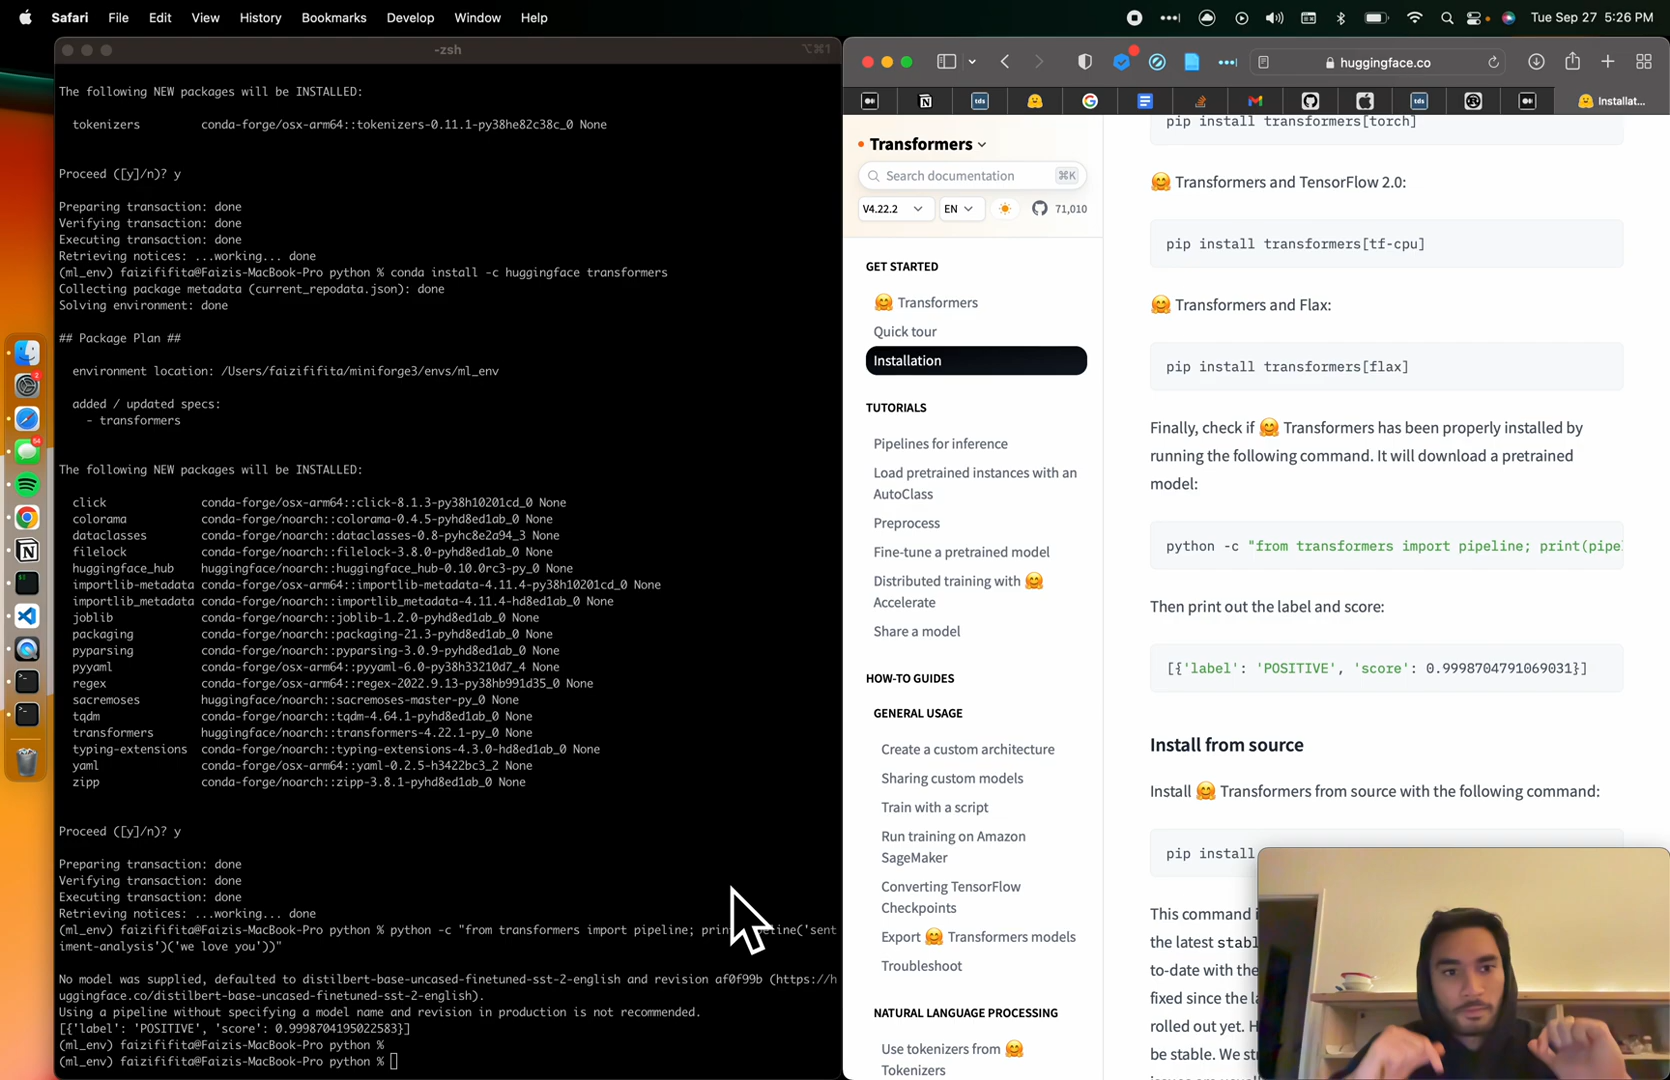 Safari File Edit View History Bookmarks Develop Window Help
Tue Sep 27 5:26 PM
-zsh
⌥⌘1
The following NEW packages will be INSTALLED:
tokenizers conda-forge/osx-arm64::tokenizers-0.11.1-py38he82c38c_0 None
Proceed ([y]/n)? y
Preparing transaction: done
Verifying transaction: done
Executing transaction: done
Retrieving notices: ...working... done
(ml_env) faizififita@Faizis-MacBook-Pro python % conda install -c huggingface transformers
Collecting package metadata (current_repodata.json): done
Solving environment: done
## Package Plan ##
environment location: /Users/faizififita/miniforge3/envs/ml_env
added / updated specs:
- transformers
The following NEW packages will be INSTALLED:
click conda-forge/osx-arm64::click-8.1.3-py38h10201cd_0 None
colorama conda-forge/noarch::colorama-0.4.5-pyhd8ed1ab_0 None
dataclasses conda-forge/noarch::dataclasses-0.8-pyhc8e2a94_3 None
filelock conda-forge/noarch::filelock-3.8.0-pyhd8ed1ab_0 None
huggingface_hub huggingface/noarch::huggingface_hub-0.10.0rc3-py_0 None
importlib-metadata conda-forge/osx-arm64::importlib-metadata-4.11.4-py38h10201cd_0 None
importlib_metadata conda-forge/noarch::importlib_metadata-4.11.4-hd8ed1ab_0 None
joblib conda-forge/noarch::joblib-1.2.0-pyhd8ed1ab_0 None
packaging conda-forge/noarch::packaging-21.3-pyhd8ed1ab_0 None
pyparsing conda-forge/noarch::pyparsing-3.0.9-pyhd8ed1ab_0 None
pyyaml conda-forge/osx-arm64::pyyaml-6.0-py38h33210d7_4 None
regex conda-forge/osx-arm64::regex-2022.9.13-py38hb991d35_0 None
sacremoses huggingface/noarch::sacremoses-master-py_0 None
tqdm conda-forge/noarch::tqdm-4.64.1-pyhd8ed1ab_0 None
transformers huggingface/noarch::transformers-4.22.1-py_0 None
typing-extensions conda-forge/noarch::typing-extensions-4.3.0-hd8ed1ab_0 None
yaml conda-forge/osx-arm64::yaml-0.2.5-h3422bc3_2 None
zipp conda-forge/noarch::zipp-3.8.1-pyhd8ed1ab_0 None
Proceed ([y]/n)? y
Preparing transaction: done
Verifying transaction: done
Executing transaction: done
Retrieving notices: ...working... done
(ml_env) faizififita@Faizis-MacBook-Pro python % python -c "from transformers import pipeline; pri eline('sent
iment-analysis')('we love you'))"
No model was supplied, defaulted to distilbert-base-uncased-finetuned-sst-2-english and revision af0f99b (https://h
uggingface.co/distilbert-base-uncased-finetuned-sst-2-english).
Using a pipeline without specifying a model name and revision in production is not recommended.
[{'label': 'POSITIVE', 'score': 0.9998704195022583}]
(ml_env) faizififita@Faizis-MacBook-Pro python %
(ml_env) faizififita@Faizis-MacBook-Pro python %
huggingface.co
tds
tds
Installat...
Transformers
Search documentation ⌘K
V4.22.2 EN 71,010
GET STARTED
🤗 Transformers
Quick tour
Installation
TUTORIALS
Pipelines for inference
Load pretrained instances with an
AutoClass
Preprocess
Fine-tune a pretrained model
Distributed training with 🤗
Accelerate
Share a model
HOW-TO GUIDES
GENERAL USAGE
Create a custom architecture
Sharing custom models
Train with a script
Run training on Amazon
SageMaker
Converting TensorFlow
Checkpoints
Export 🤗 Transformers models
Troubleshoot
NATURAL LANGUAGE PROCESSING
Use tokenizers from 🤗
Tokenizers
pip install transformers[torch]
🤗 Transformers and TensorFlow 2.0:
pip install transformers[tf-cpu]
🤗 Transformers and Flax:
pip install transformers[flax]
Finally, check if 🤗 Transformers has been properly installed by
running the following command. It will download a pretrained
model:
python -c "from transformers import pipeline; print(pipe
Then print out the label and score:
[{'label': 'POSITIVE', 'score': 0.9998704791069031}]
Install from source
Install 🤗 Transformers from source with the following command:
pip install
This command i
the latest stabl
to-date with the
fixed since the la
rolled out yet. H
be stable. We st